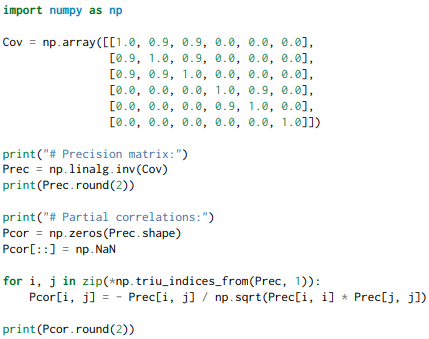 import numpy as np
Cov = np.array([[1.0, 0.9, 0.9, 0.0, 0.0, 0.0],
[0.9, 1.0, 0.9, 0.0, 0.0, 0.0],
[0.9, 0.9, 1.0, 0.0, 0.0, 0.0],
[0.0, 0.0, 0.0, 1.0, 0.9, 0.0],
[0.0, 0.0, 0.0, 0.9, 1.0, 0.0],
[0.0, 0.0, 0.0, 0.0, 0.0, 1.0]])
print("# Precision matrix:")
Prec = np.linalg.inv(Cov)
print(Prec.round(2))
print("# Partial correlations:")
Pcor = np.zeros(Prec.shape)
Pcor[::] = np.NaN
for i, j in zip(*np.triu_indices_from(Prec, 1)):
Pcor[i, j] = - Prec[i, j] / np.sqrt(Prec[i, i] * Prec[j, j])
print(Pcor.round(2))